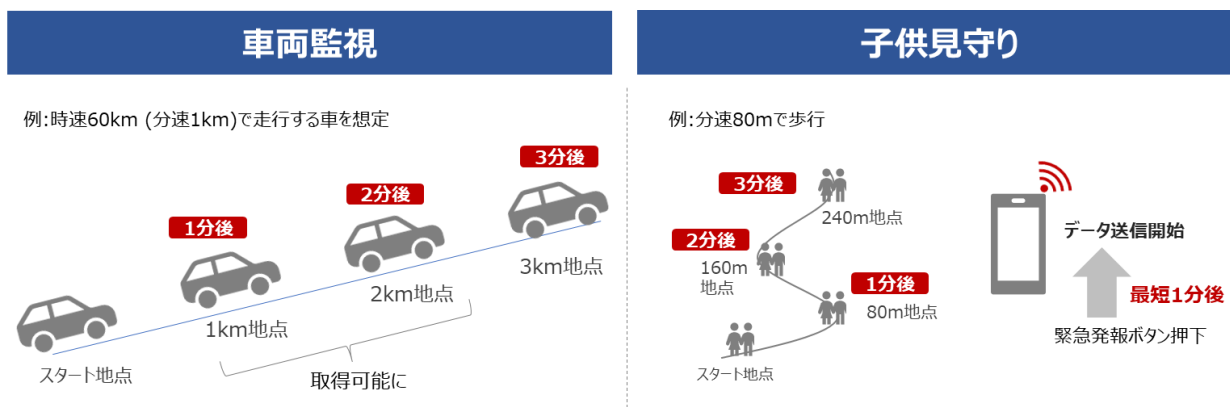 車両監視
例:時速60km (分速1km)で走行する車を想定
3分後
2分後
1分後
3km地点
2km地点
1km地点
スタート地点
取得可能に
子供見守り
例:分速80mで歩行
3分後
240m地点
2分後
160m
地点
1分後
80m地点
スタート地点
データ送信開始
最短1分後
緊急発報ボタン押下